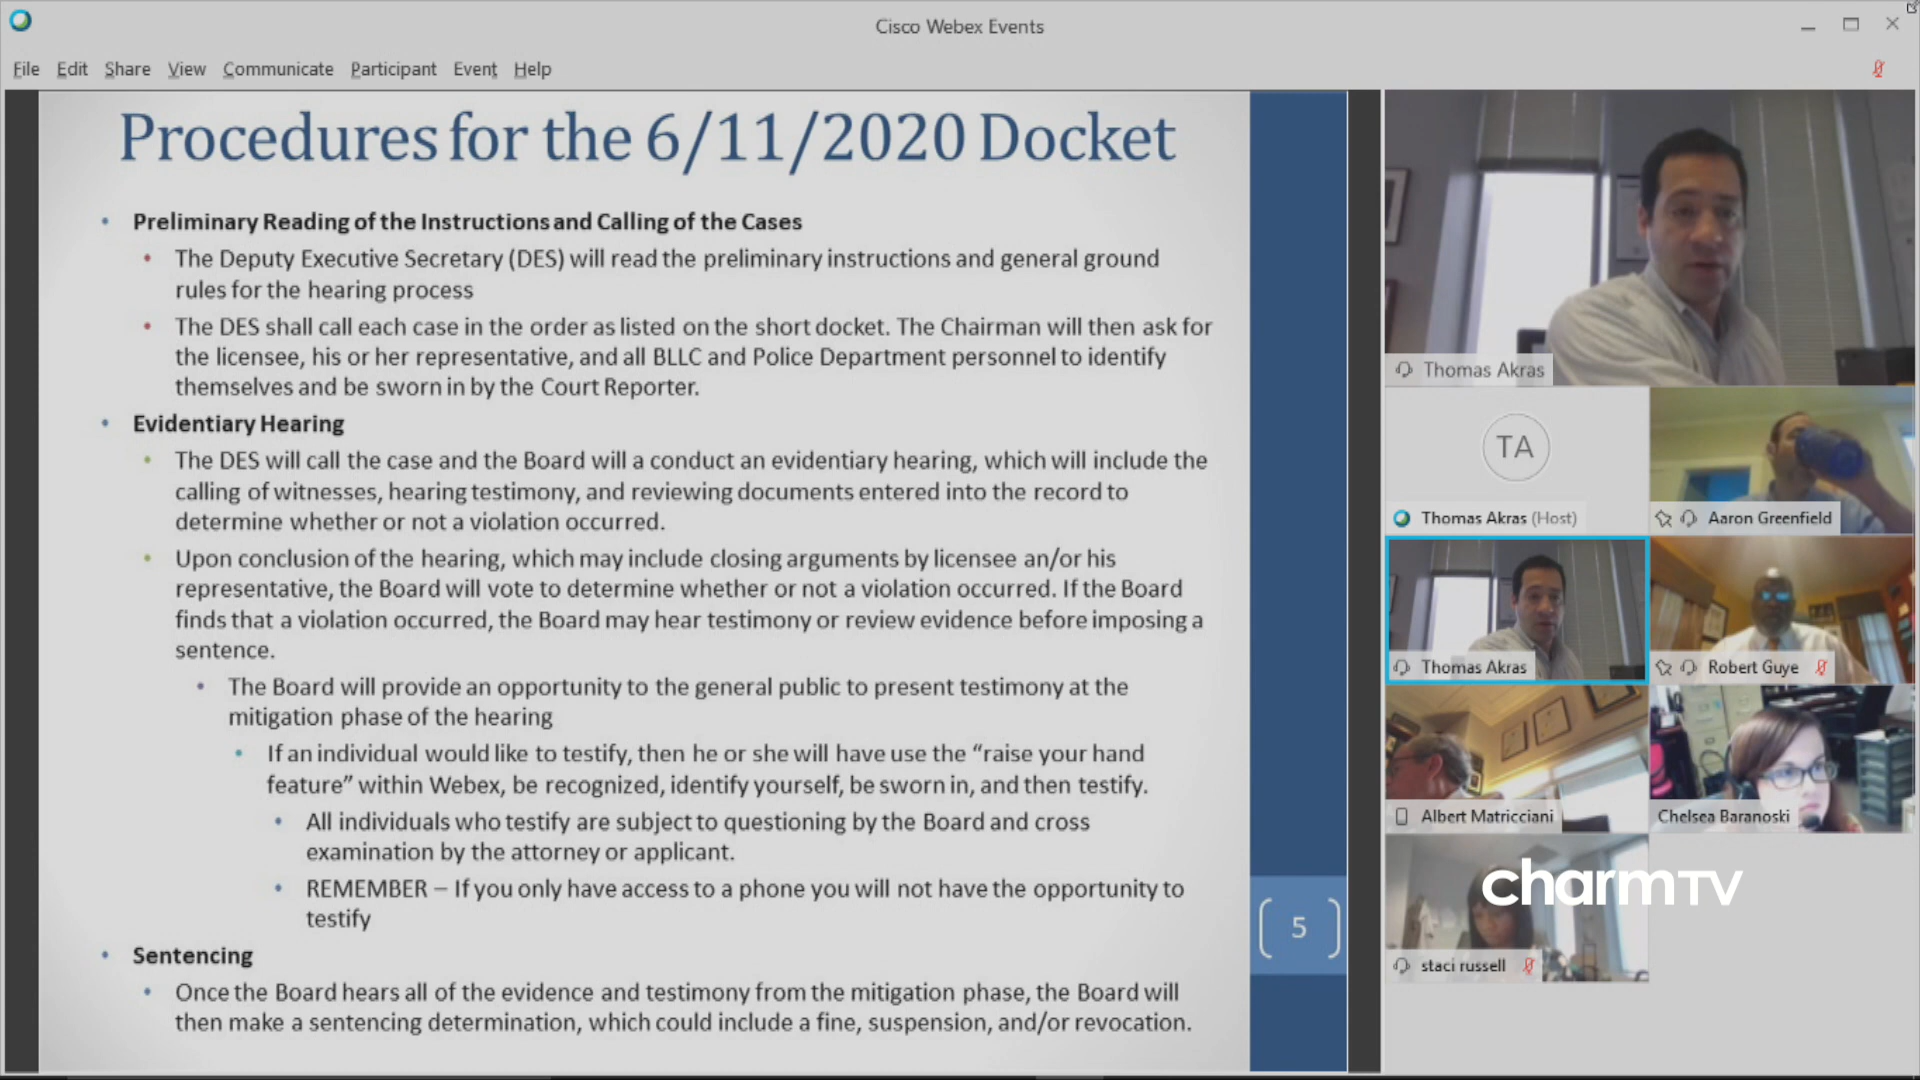 Cisco Webex Events
File Edit Share View Communicate Participant Event Help
Procedures for the 6/11/2020 Docket
• Preliminary Reading of the Instructions and Calling of the Cases
• The Deputy Executive Secretary (DES) will read the preliminary instructions and general ground
rules for the hearing process
• The DES shall call each case in the order as listed on the short docket. The Chairman will then ask for
the licensee, his or her representative, and all BLLC and Police Department personnel to identify
themselves and be sworn in by the Court Reporter.
• Evidentiary Hearing
• The DES will call the case and the Board will a conduct an evidentiary hearing, which will include the
calling of witnesses, hearing testimony, and reviewing documents entered into the record to
determine whether or not a violation occurred.
• Upon conclusion of the hearing, which may include closing arguments by licensee an/or his
representative, the Board will vote to determine whether or not a violation occurred. If the Board
finds that a violation occurred, the Board may hear testimony or review evidence before imposing a
sentence.
• The Board will provide an opportunity to the general public to present testimony at the
mitigation phase of the hearing
• If an individual would like to testify, then he or she will have use the “raise your hand
feature” within Webex, be recognized, identify yourself, be sworn in, and then testify.
• All individuals who testify are subject to questioning by the Board and cross
examination by the attorney or applicant.
• REMEMBER – If you only have access to a phone you will not have the opportunity to
testify
• Sentencing
• Once the Board hears all of the evidence and testimony from the mitigation phase, the Board will
then make a sentencing determination, which could include a fine, suspension, and/or revocation.
5
Thomas Akras
TA
Thomas Akras (Host)
Aaron Greenfield
Thomas Akras
Robert Guye
Albert Matricciani
Chelsea Baranoski
charmTV
staci russell